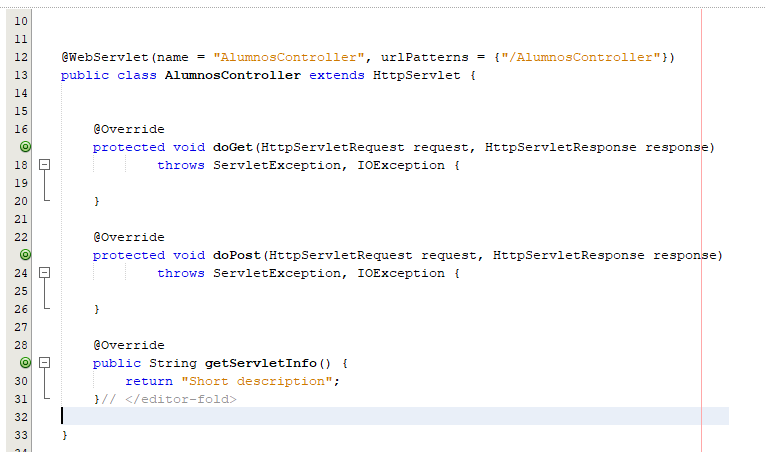 10
11
12 @WebServlet(name = "AlumnosController", urlPatterns = {"/AlumnosController"})
13 public class AlumnosController extends HttpServlet {
14
15
16 @Override
protected void doGet(HttpServletRequest request, HttpServletResponse response)
18 throws ServletException, IOException {
19
20 }
21
22 @Override
protected void doPost(HttpServletRequest request, HttpServletResponse response)
24 throws ServletException, IOException {
25
26 }
27
28 @Override
public String getServletInfo() {
30 return "Short description";
31 }// </editor-fold>
32
33 }